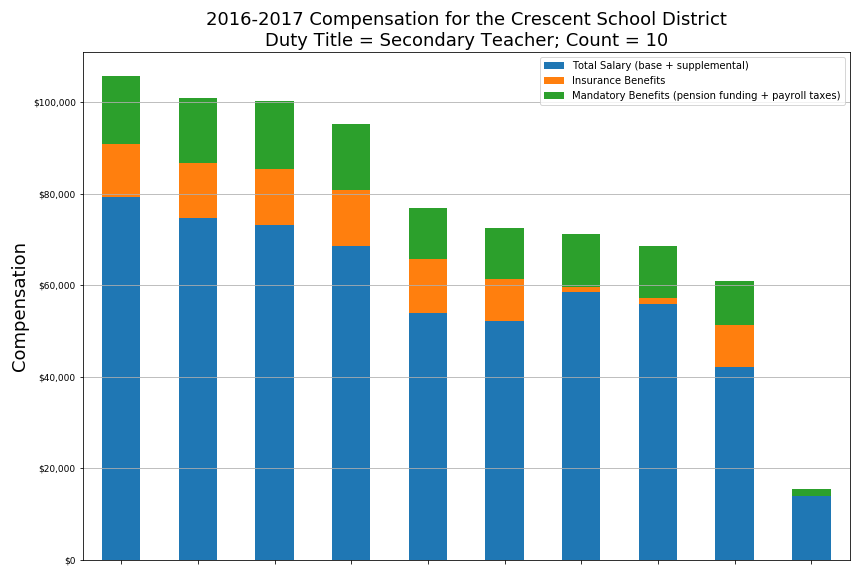 2016-2017 Compensation for the Crescent School District
Duty Title = Secondary Teacher; Count = 10
Total Salary (base + supplemental)
Insurance Benefits
Mandatory Benefits (pension funding + payroll taxes)
Compensation
$100,000
$80,000
$60,000
$40,000
$20,000
$0